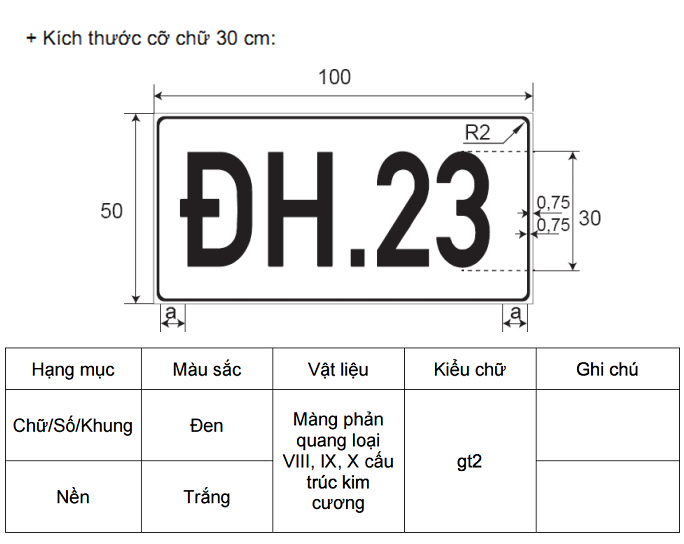 + Kích thước cỡ chữ 30 cm:
100
R2
50
ĐH.23
0,75
0,75
30
a
a
Hạng mục
Màu sắc
Vật liệu
Kiểu chữ
Ghi chú
Chữ/Số/Khung
Đen
Màng phản
quang loại
VIII, IX, X cấu
trúc kim
cương
gt2
Nền
Trắng